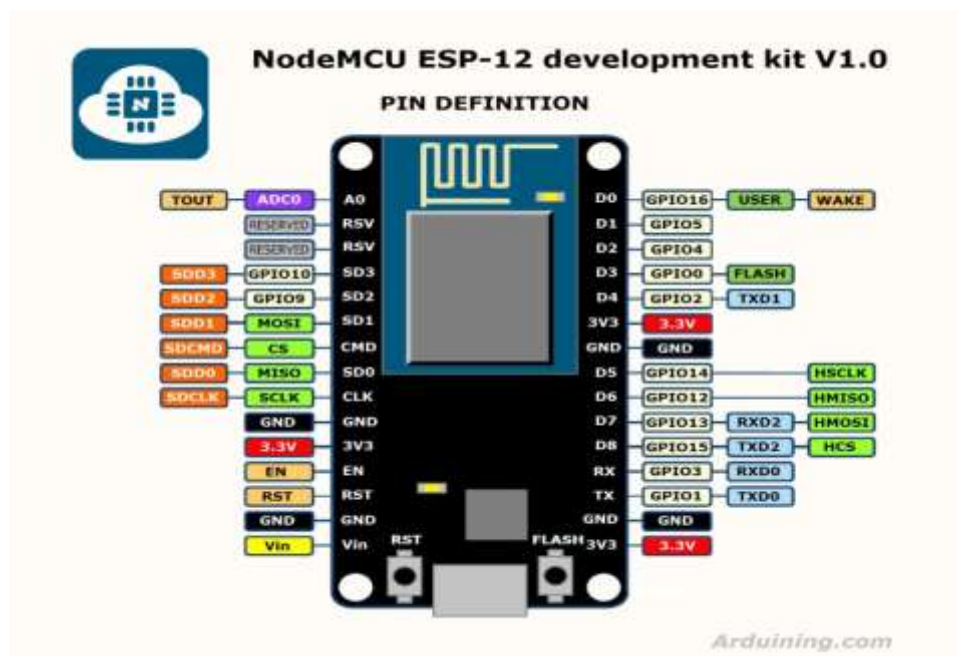 NodeMCU ESP-12 development kit V1.0
N
PIN DEFINITION
TOUT ADC0 A0 D0 GPIO16 USER WAKE
RESERVED RSV D1 GPIO5
RESERVED RSV D2 GPIO4
SDD3 GPIO10 SD3 D3 GPIO0 FLASH
SDD2 GPIO9 SD2 D4 GPIO2 TXD1
SDD1 MOSI SD1 3V3 3.3V
SDCMD CS CMD GND GND
SDD0 MISO SD0 D5 GPIO14 HSCLK
SDCLK SCLK CLK D6 GPIO12 HMISO
GND GND D7 GPIO13 RXD2 HMOSI
3.3V 3V3 D8 GPIO15 TXD2 HCS
EN EN RX GPIO3 RXD0
RST RST TX GPIO1 TXD0
GND GND GND GND
Vin Vin RST FLASH 3V3 3.3V
Arduining.com